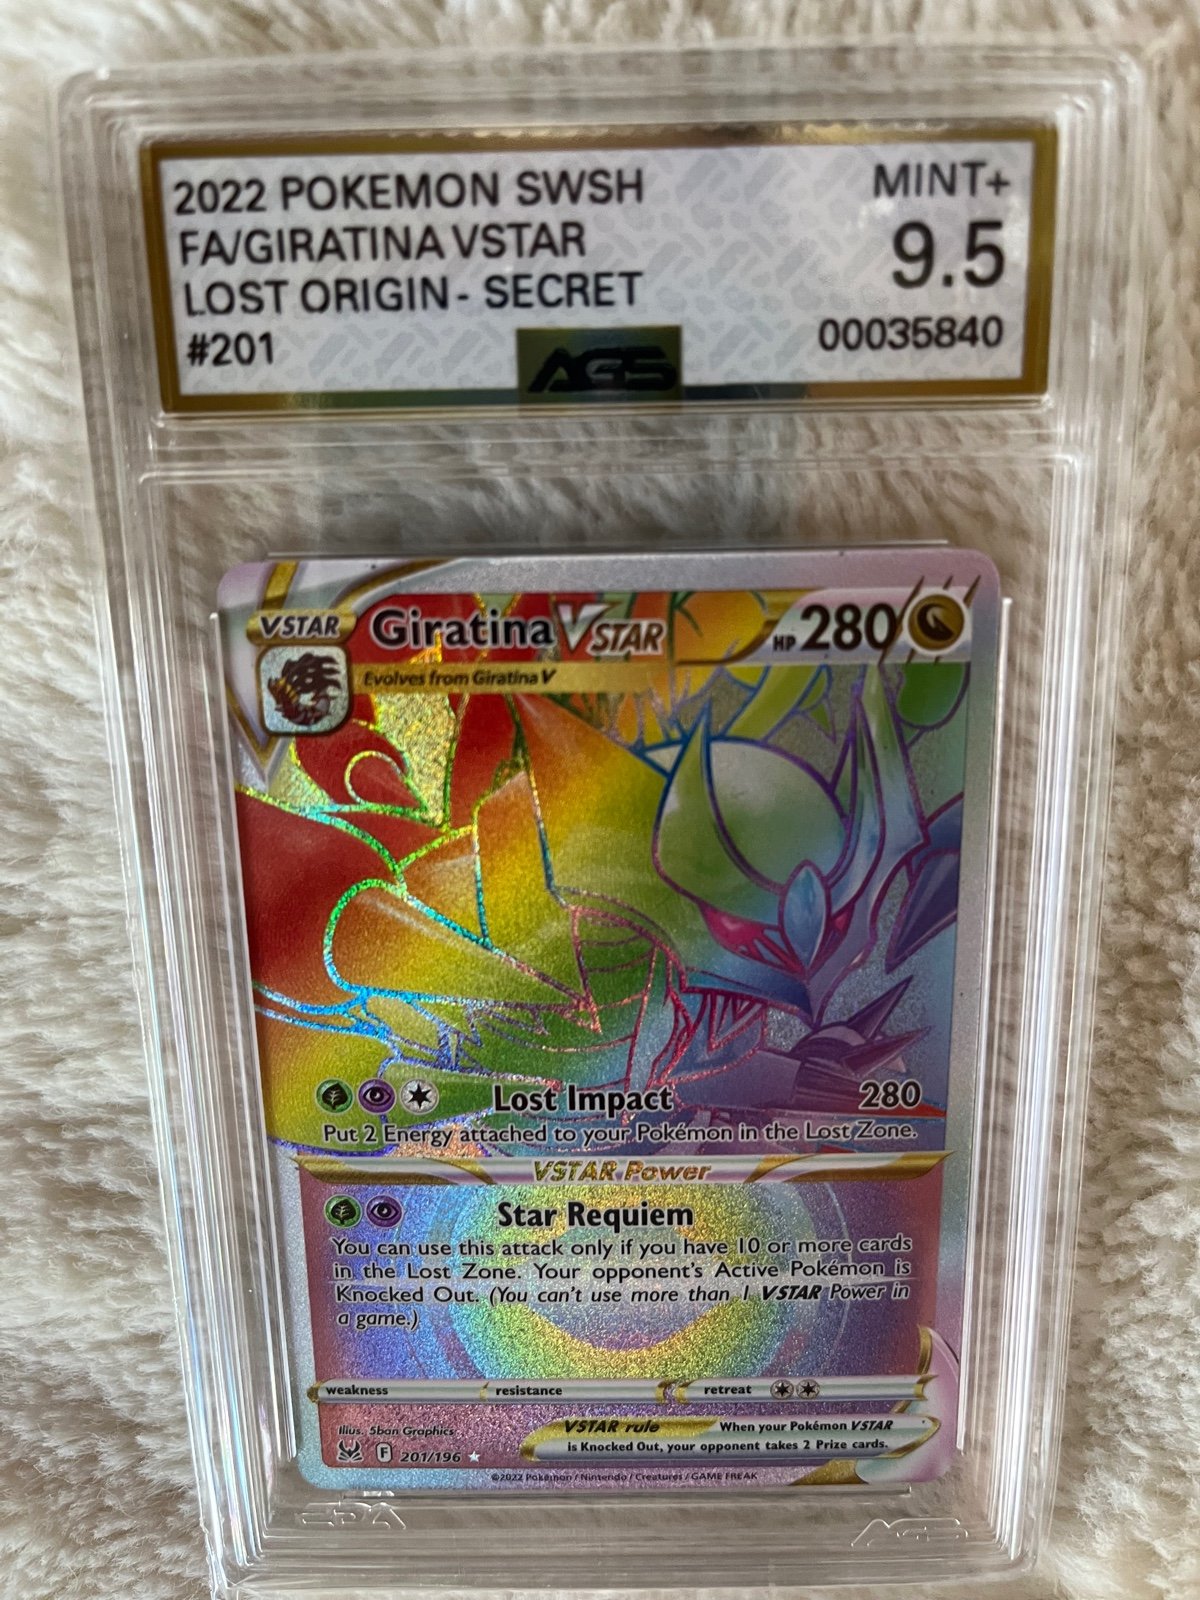 2022 POKEMON SWSH
MINT+
FA/GIRATINA VSTAR
9.5
LOST ORIGIN - SECRET
#201
00035840
AGS
VSTAR
Giratina VSTAR
HP 280
Evolves from Giratina V
Lost Impact 280
Put 2 Energy attached to your Pokémon in the Lost Zone.
VSTAR Power
Star Requiem
You can use this attack only if you have 10 or more cards
in the Lost Zone. Your opponent's Active Pokémon is
Knocked Out. (You can't use more than 1 VSTAR Power in
a game.)
weakness resistance retreat
Illus. 5ban Graphics
VSTAR rule When your Pokémon VSTAR
is Knocked Out, your opponent takes 2 Prize cards.
F 201/196
©2022 Pokémon / Nintendo / Creatures / GAME FREAK
AGS